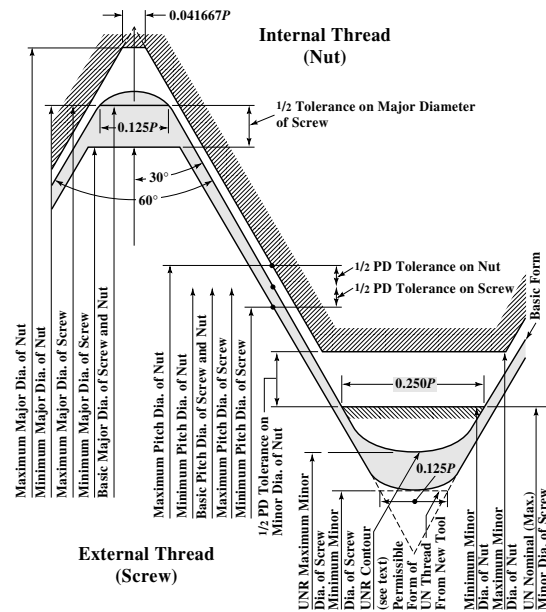 0.041667P
Internal Thread
(Nut)
1/2 Tolerance on Major Diameter
of Screw
0.125P
30°
60°
1/2 PD Tolerance on Nut
1/2 PD Tolerance on Screw
Basic Form
Maximum Major Dia. of Nut
Minimum Major Dia. of Nut
Maximum Major Dia. of Screw
Minimum Major Dia. of Screw
Basic Major Dia. of Screw and Nut
Maximum Pitch Dia. of Nut
Minimum Pitch Dia. of Nut
Basic Pitch Dia. of Screw and Nut
Maximum Pitch Dia. of Screw
Minimum Pitch Dia. of Screw
1/2 PD Tolerance on
Minor Dia. of Nut
0.250P
0.125P
External Thread
(Screw)
UNR Maximum Minor
Dia. of Screw
Minimum Minor
Dia. of Screw
UNR Contour
(see text)
Permissible
Form of
UN Thread
From New Tool
Minimum Minor
Dia. of Nut
Maximum Minor
Dia. of Nut
UN Nominal (Max.)
Minor Dia. of Screw